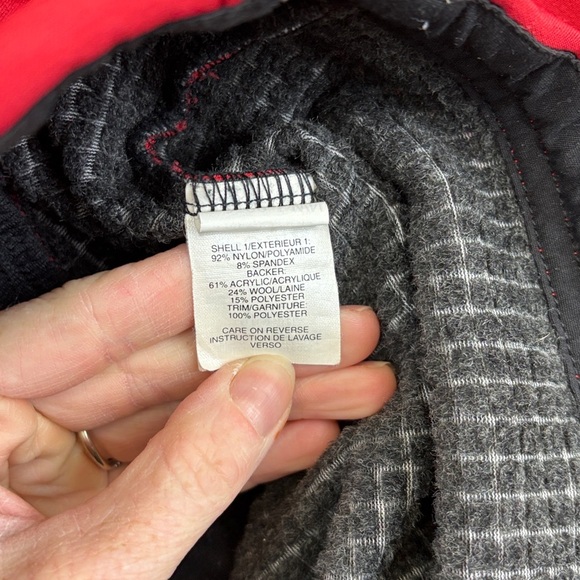 SHELL 1/EXTERIEUR 1:
92% NYLON/POLYAMIDE
8% SPANDEX
BACKER:
61% ACRYLIC/ACRYLIQUE
24% WOOL/LAINE
15% POLYESTER
TRIM/GARNITURE:
100% POLYESTER
CARE ON REVERSE
INSTRUCTION DE LAVAGE
VERSO